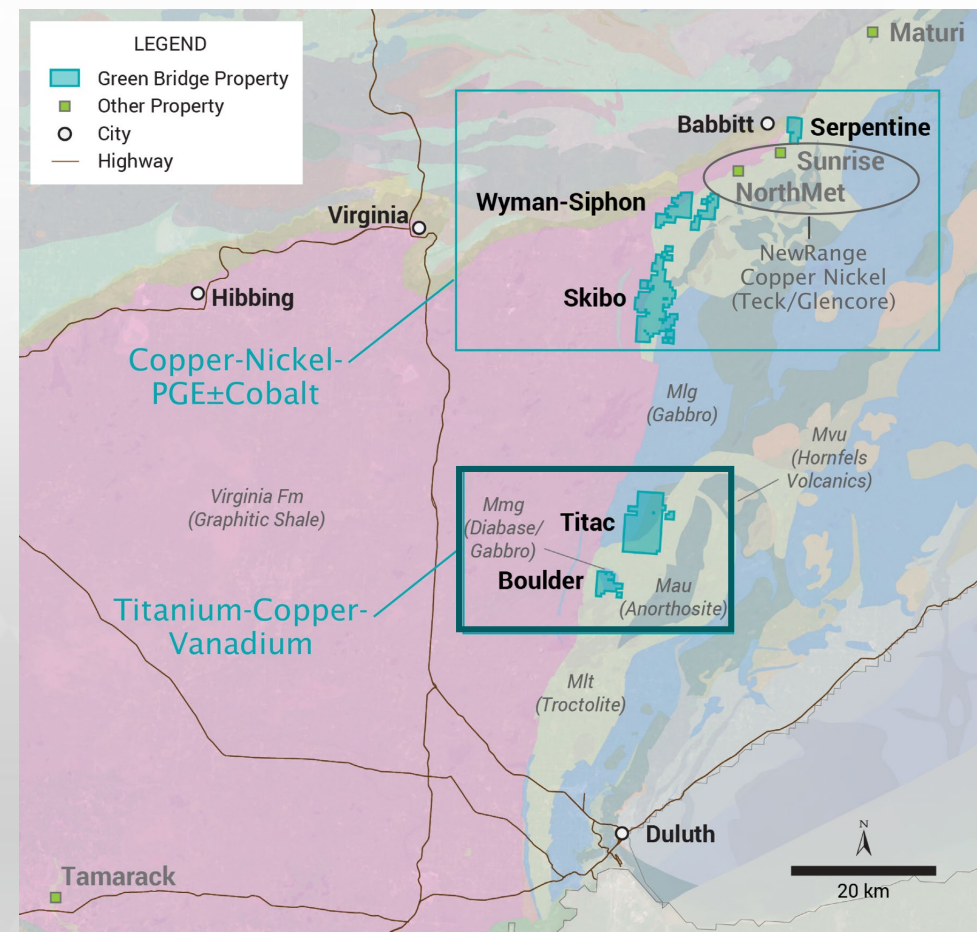 LEGEND
Green Bridge Property
Other Property
City
Highway
Maturi
Babbitt
Serpentine
Sunrise
NorthMet
Wyman-Siphon
NewRange
Copper Nickel
(Teck/Glencore)
Virginia
Hibbing
Skibo
Copper-Nickel-
PGE±Cobalt
Mlg
(Gabbro)
Mvu
(Hornfels
Volcanics)
Virginia Fm
(Graphitic Shale)
Mmg
(Diabase/
Gabbro)
Titac
Boulder
Mau
(Anorthosite)
Titanium-Copper-
Vanadium
Mlt
(Troctolite)
Duluth
Tamarack
N
20 km